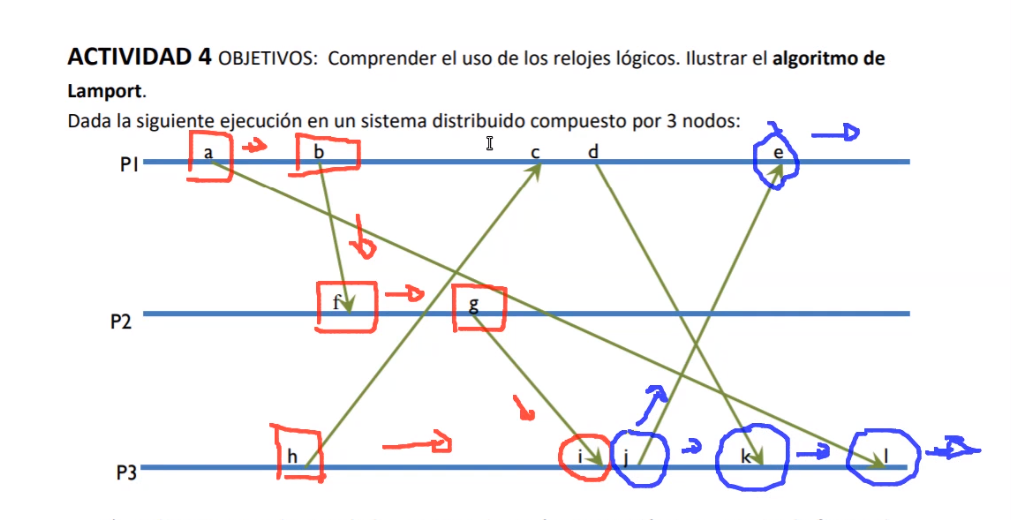 ACTIVIDAD 4 OBJETIVOS: Comprender el uso de los relojes lógicos. Ilustrar el algoritmo de
Lamport.
Dada la siguiente ejecución en un sistema distribuido compuesto por 3 nodos:
P1 a b c d e
P2 f g
P3 h i j k l